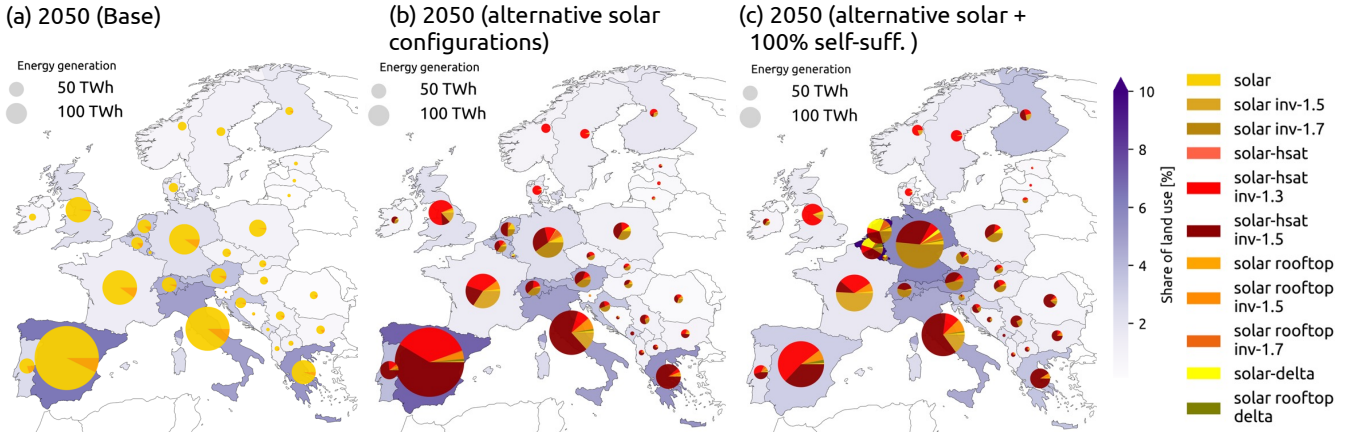 (a) 2050 (Base)
(b) 2050 (alternative solar
configurations)
(c) 2050 (alternative solar +
100% self-suff. )
Energy generation
50 TWh
100 TWh
Energy generation
50 TWh
100 TWh
Energy generation
50 TWh
100 TWh
10
8
6
4
2
Share of land use [%]
solar
solar inv-1.5
solar inv-1.7
solar-hsat
solar-hsat
inv-1.3
solar-hsat
inv-1.5
solar rooftop
solar rooftop
inv-1.5
solar rooftop
inv-1.7
solar-delta
solar rooftop
delta